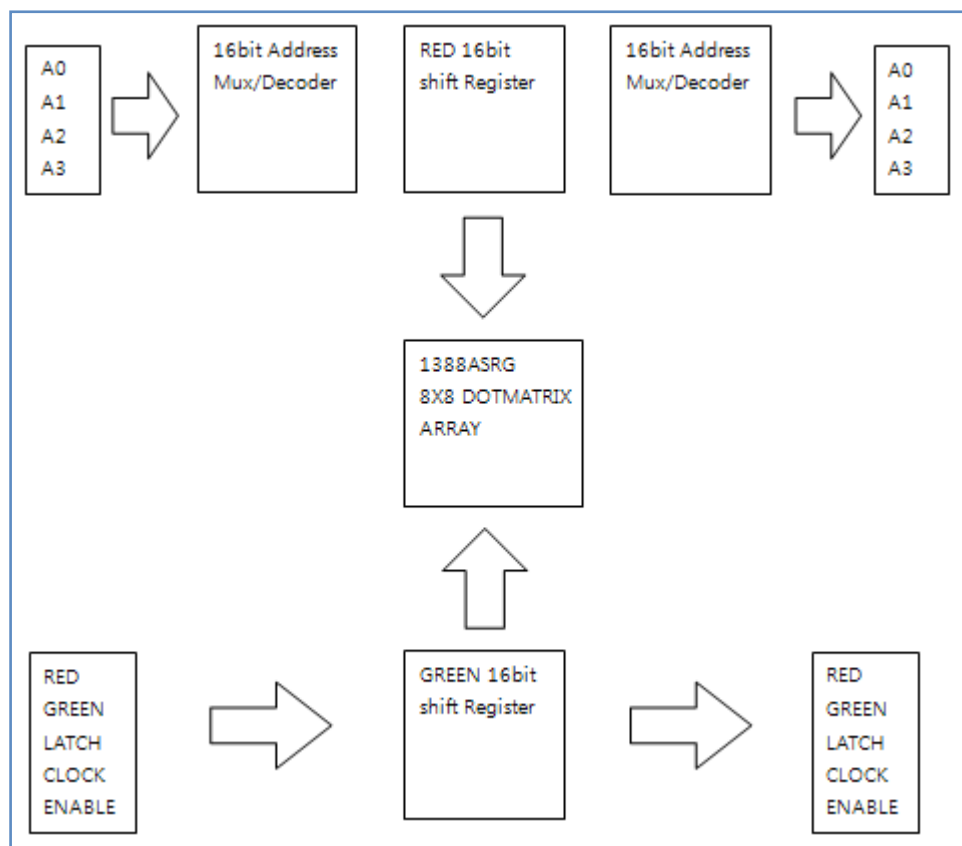 A0
A1
A2
A3
16bit Address
Mux/Decoder
RED 16bit
shift Register
16bit Address
Mux/Decoder
A0
A1
A2
A3
1388ASRG
8X8 DOTMATRIX
ARRAY
RED
GREEN
LATCH
CLOCK
ENABLE
GREEN 16bit
shift Register
RED
GREEN
LATCH
CLOCK
ENABLE